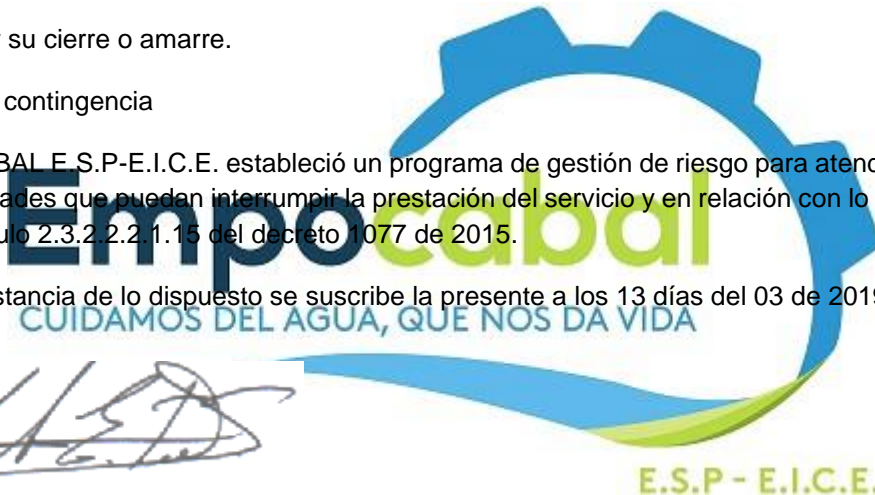 su cierre o amarre.
contingencia
BAL E.S.P-E.I.C.E. estableció un programa de gestión de riesgo para
ades que puedan interrumpir la prestación del servicio y en relación con lo
ulo 2.3.2.2.2.1.15 del decreto 1077 de 2015.
Empocabal
stancia de lo dispuesto se suscribe la presente a los 13 días del 03 de 2019
CUIDAMOS DEL AGUA, QUE NOS DA VIDA
E.S.P - E.I.C.E.